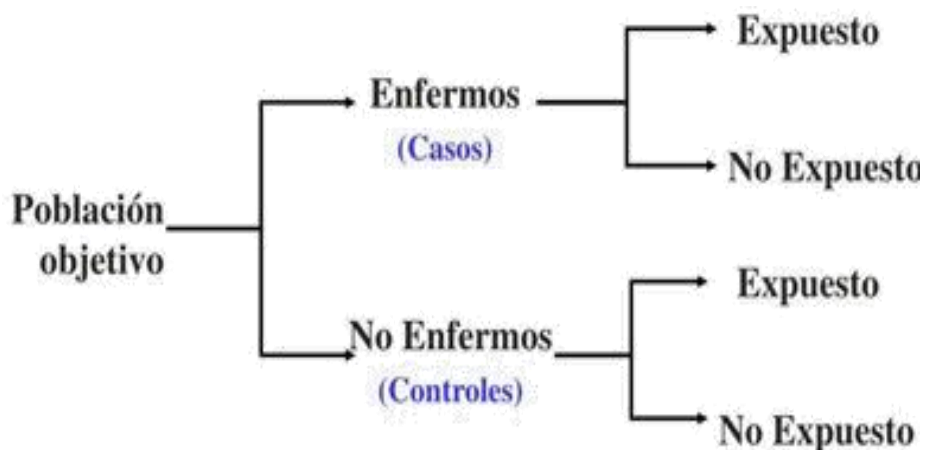 Expuesto
Enfermos
(Casos)
No Expuesto
Población
objetivo
Expuesto
No Enfermos
(Controles)
No Expuesto